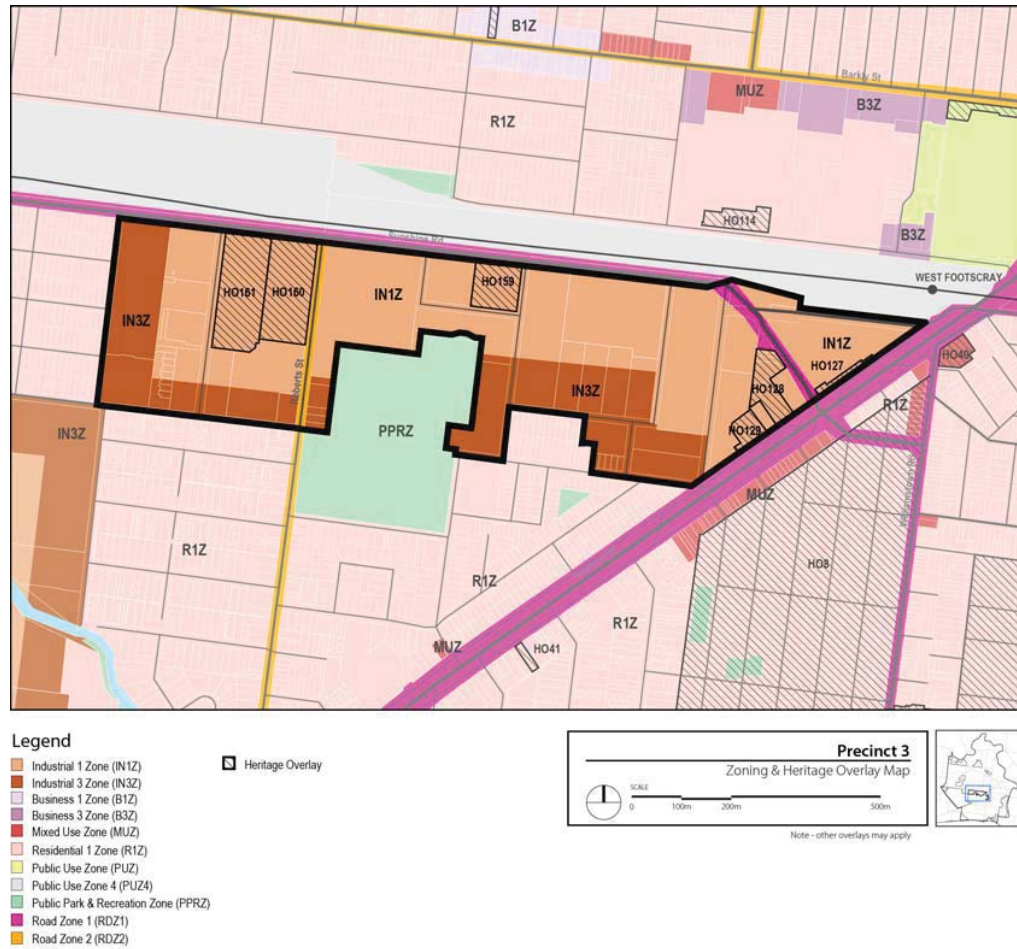 B1Z
Barkly St
MUZ
B3Z
R1Z
HO114
B3Z
Sunshine Rd
WEST FOOTSCRAY
HO161
HO160
HO159
IN1Z
IN3Z
IN1Z
HO127
HO40
Roberts St
IN3Z
HO128
R1Z
HO129
PPRZ
IN3Z
MUZ
R1Z
HO8
R1Z
R1Z
MUZ
HO41
Legend
Industrial 1 Zone (IN1Z)
Industrial 3 Zone (IN3Z)
Business 1 Zone (B1Z)
Business 3 Zone (B3Z)
Mixed Use Zone (MUZ)
Residential 1 Zone (R1Z)
Public Use Zone (PUZ)
Public Use Zone 4 (PUZ4)
Public Park & Recreation Zone (PPRZ)
Road Zone 1 (RDZ1)
Road Zone 2 (RDZ2)
Heritage Overlay
Precinct 3
Zoning & Heritage Overlay Map
SCALE
0 100m 200m 500m
Note - other overlays may apply